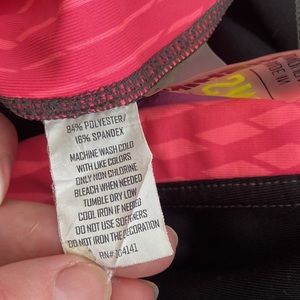 84% POLYESTER/
16% SPANDEX
MACHINE WASH COLD
WITH LIKE COLORS
ONLY NON CHLORINE
BLEACH WHEN NEEDED
TUMBLE DRY LOW
COOL IRON IF NEEDED
DO NOT USE SOFTENERS
DO NOT IRON THE DECORATION